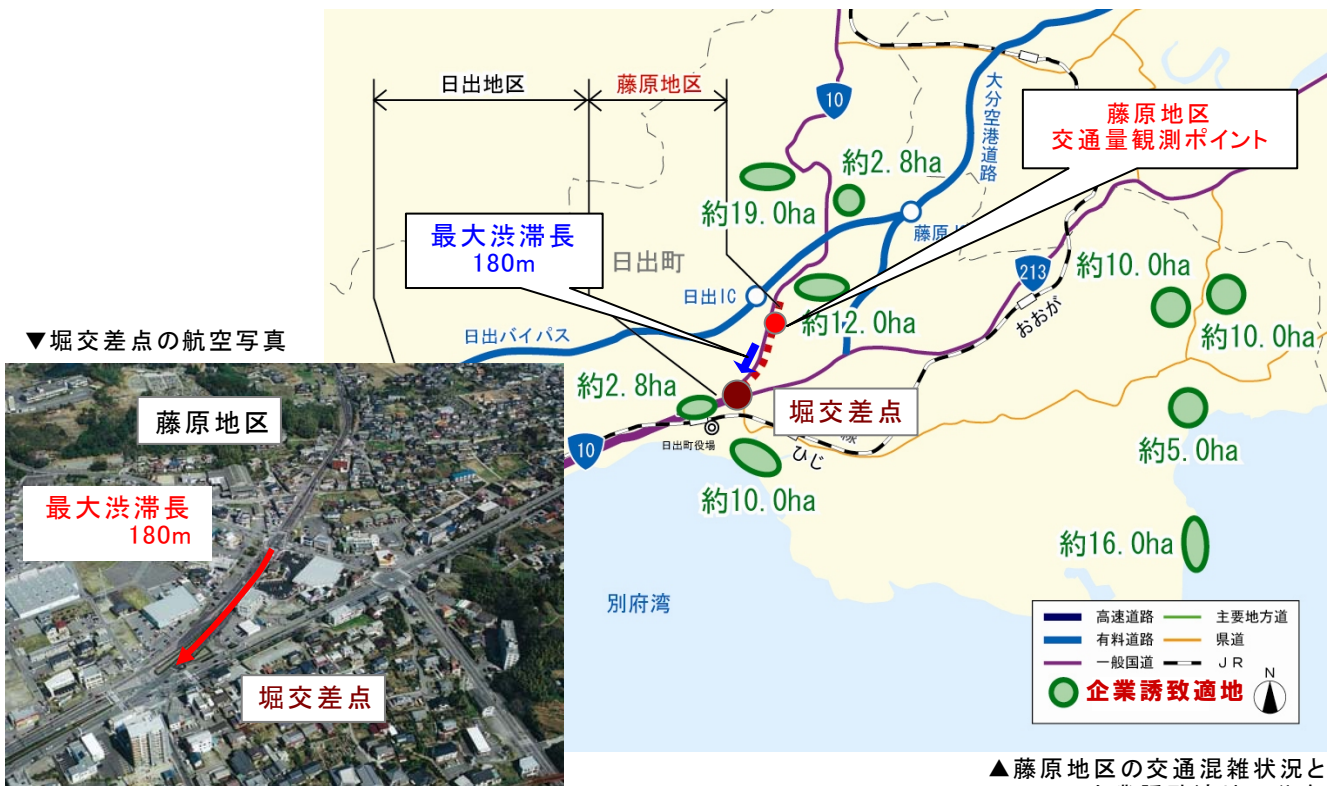 日出地区
藤原地区
10
大分空港道路
藤原地区
交通量観測ポイント
約2.8ha
約19.0ha
最大渋滞長
180m
日出町
藤原
213
約10.0ha
日出IC
約12.0ha
おおが
約10.0ha
日出バイパス
▼堀交差点の航空写真
約2.8ha
堀交差点
藤原地区
10
日出町役場
線
ひじ
約5.0ha
約10.0ha
最大渋滞長
180m
約16.0ha
別府湾
高速道路
主要地方道
有料道路
県道
一般国道
JR
N
企業誘致適地
堀交差点
▲藤原地区の交通混雑状況と